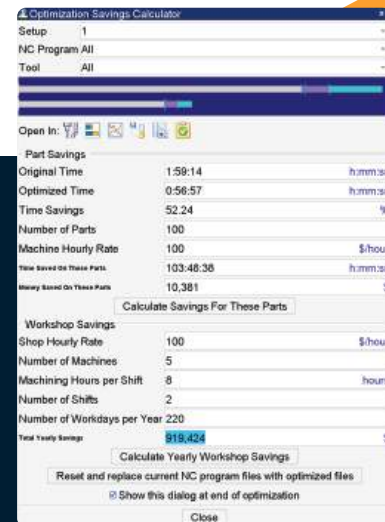 Optimization Savings Calculator
Setup 1
NC Program All
Tool All
Open In:
Part Savings
Original Time 1:59:14 h:mm:s
Optimized Time 0:56:57 h:mm:s
Time Savings 52.24 %
Number of Parts 100
Machine Hourly Rate 100 $/hou
Time Saved On These Parts 103:48:38 h:mm:s
Money Saved On These Parts 10,381 $
Calculate Savings For These Parts
Workshop Savings
Shop Hourly Rate 100 $/hou
Number of Machines 5
Machining Hours per Shift 8 hour
Number of Shifts 2
Number of Workdays per Year 220
Total Yearly Savings 919,424 $
Calculate Yearly Workshop Savings
Reset and replace current NC program files with optimized files
Show this dialog at end of optimization
Close